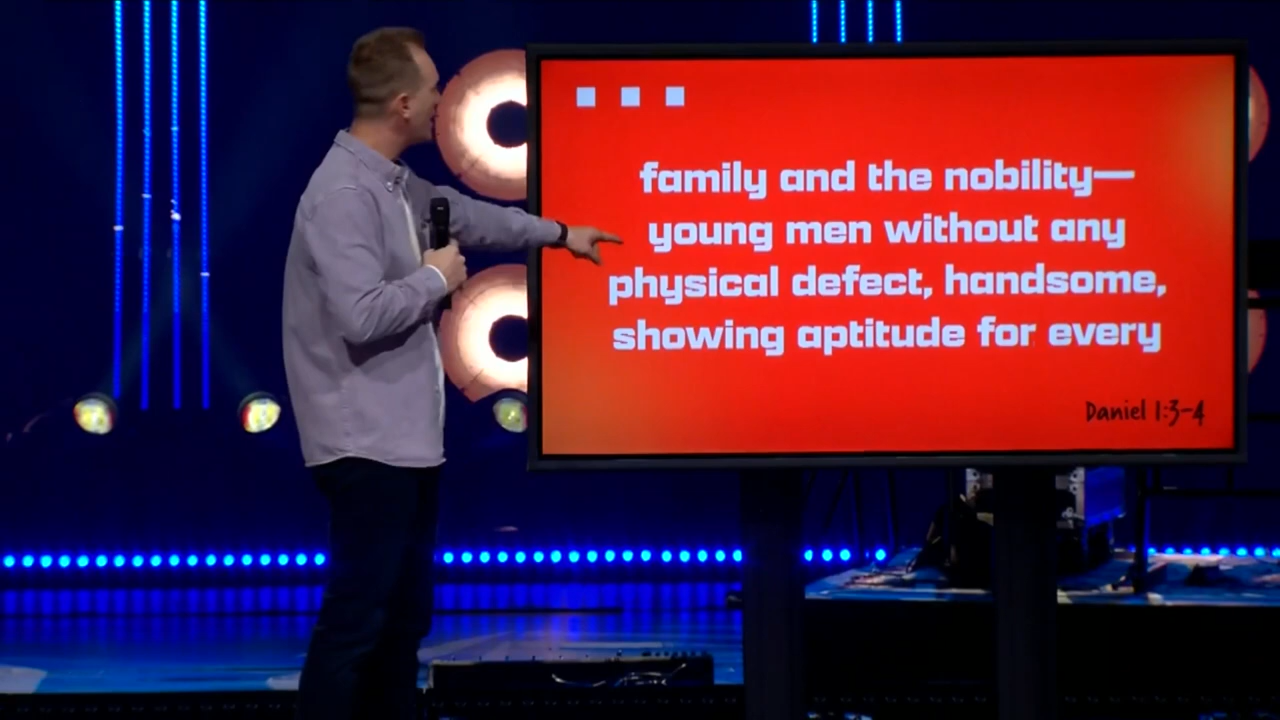 family and the nobility—
young men without any
physical defect, handsome,
showing aptitude for every
Daniel 1:3-4